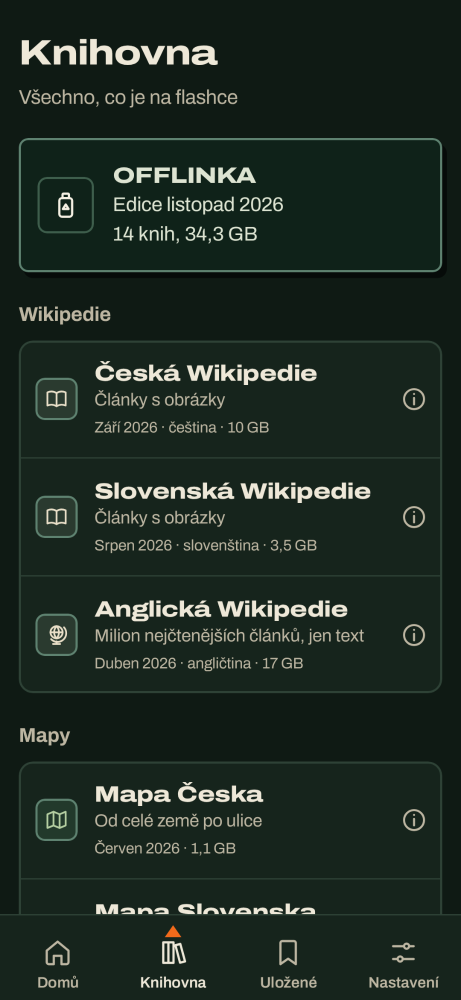 Knihovna
Všechno, co je na flashce
OFFLINKA
Edice listopad 2026
14 knih, 34,3 GB
Wikipedie
Česká Wikipedie
Články s obrázky
Září 2026 · čeština · 10 GB
Slovenská Wikipedie
Články s obrázky
Srpen 2026 · slovenština · 3,5 GB
Anglická Wikipedie
Milion nejčtenějších článků, jen text
Duben 2026 · angličtina · 17 GB
Mapy
Mapa Česka
Od celé země po ulice
Červen 2026 · 1,1 GB
Mapa Slovenska
Domů
Knihovna
Uložené
Nastavení